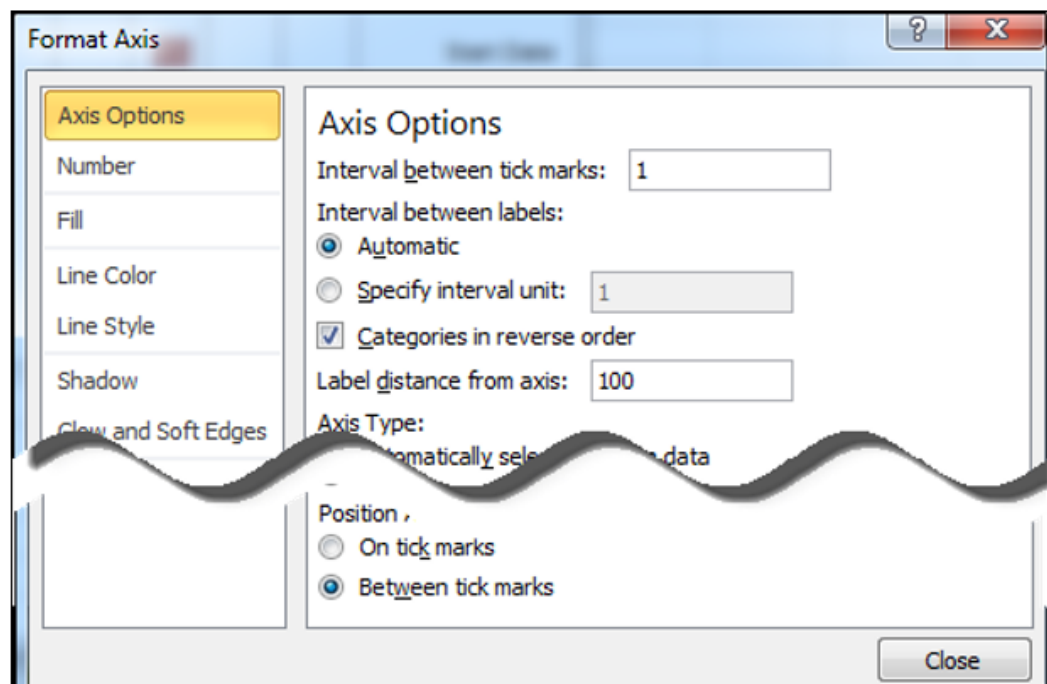 Format Axis
Axis Options
Number
Fill
Line Color
Line Style
Shadow
Glow and Soft Edges
Axis Options
Interval between tick marks: 1
Interval between labels:
Automatic
Specify interval unit: 1
Categories in reverse order
Label distance from axis: 100
Axis Type:
data
Position
On tick marks
Between tick marks
Close